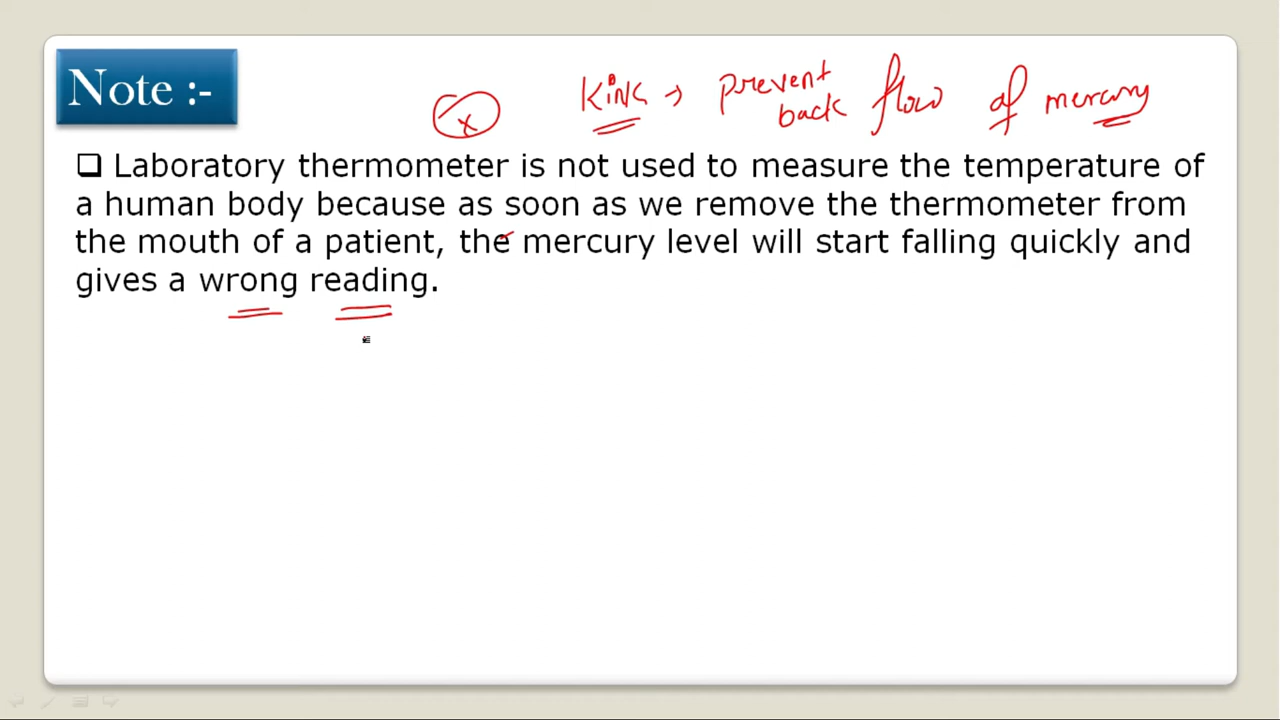 Note :-
Kink → prevent back flow of mercury
x
❑ Laboratory thermometer is not used to measure the temperature of
a human body because as soon as we remove the thermometer from
the mouth of a patient, the mercury level will start falling quickly and
gives a wrong reading.